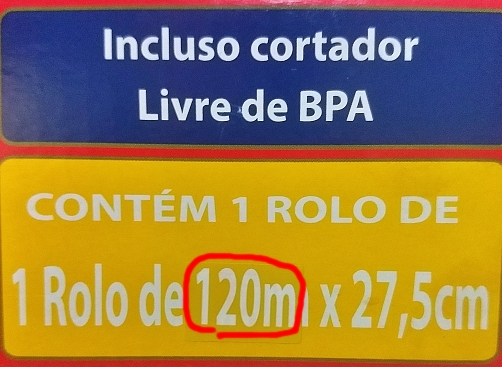 Incluso cortador
Livre de BPA
CONTÉM 1 ROLO DE
1 Rolo de 120m x 27,5cm